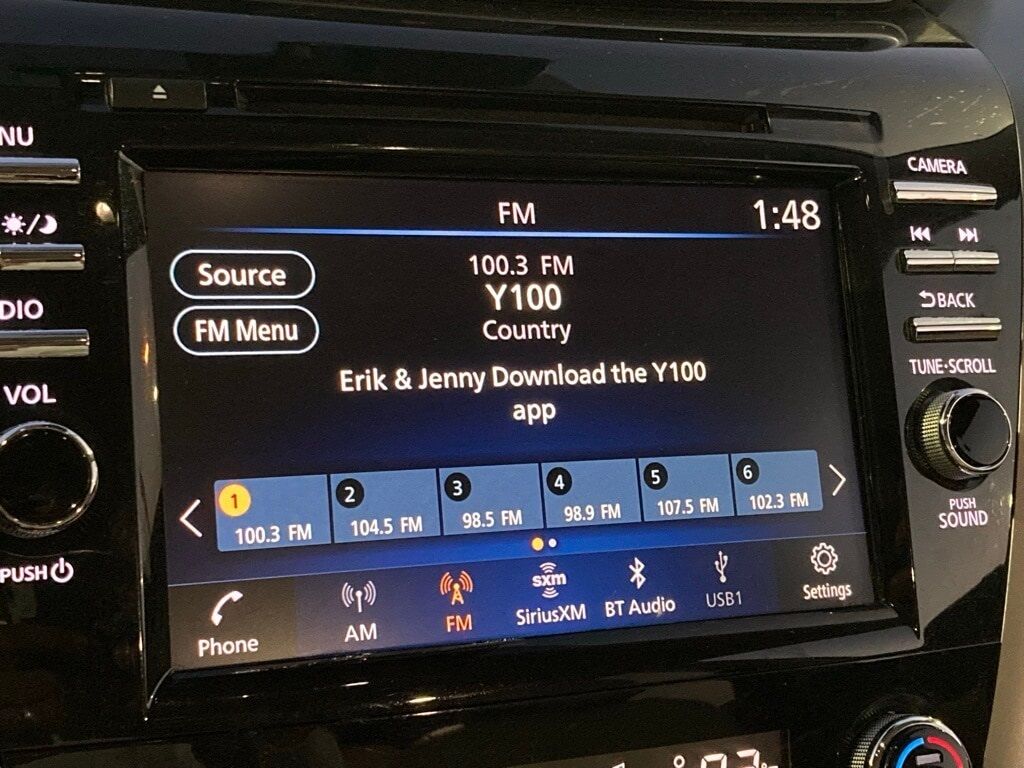 NU
CAMERA
FM
1:48
Source
100.3 FM
Y100
FM Menu
Country
DIO
BACK
Erik & Jenny Download the Y100
app
TUNE·SCROLL
VOL
1
2
3
4
5
6
100.3 FM
104.5 FM
98.5 FM
98.9 FM
107.5 FM
102.3 FM
PUSH
SOUND
PUSH
Phone
AM
FM
sxm
SiriusXM
BT Audio
USB1
Settings